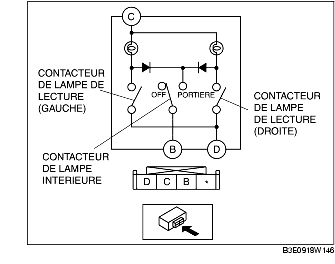 C
CONTACTEUR
DE LAMPE DE
LECTURE
(GAUCHE)
OFF
PORTIERE
CONTACTEUR
DE LAMPE
DE LECTURE
(DROITE)
CONTACTEUR
DE LAMPE
INTERIEURE
B
D
D C B *
B3E0918W146